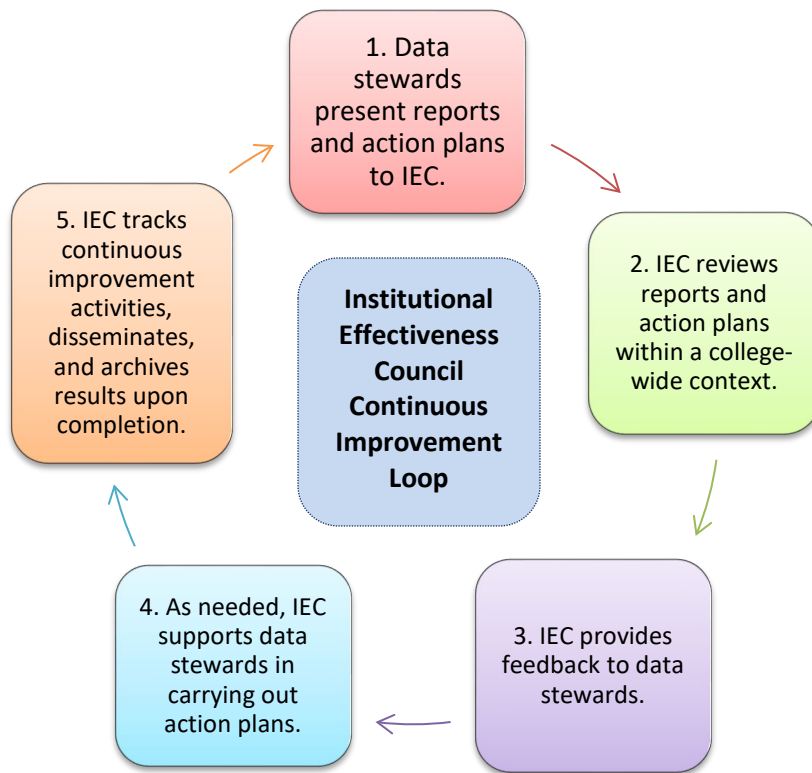 1. Data
stewards
present reports
and action plans
to IEC.
2. IEC reviews
reports and
action plans
within a college-
wide context.
3. IEC provides
feedback to data
stewards.
4. As needed, IEC
supports data
stewards in
carrying out
action plans.
5. IEC tracks
continuous
improvement
activities,
disseminates,
and archives
results upon
completion.
Institutional
Effectiveness
Council
Continuous
Improvement
Loop